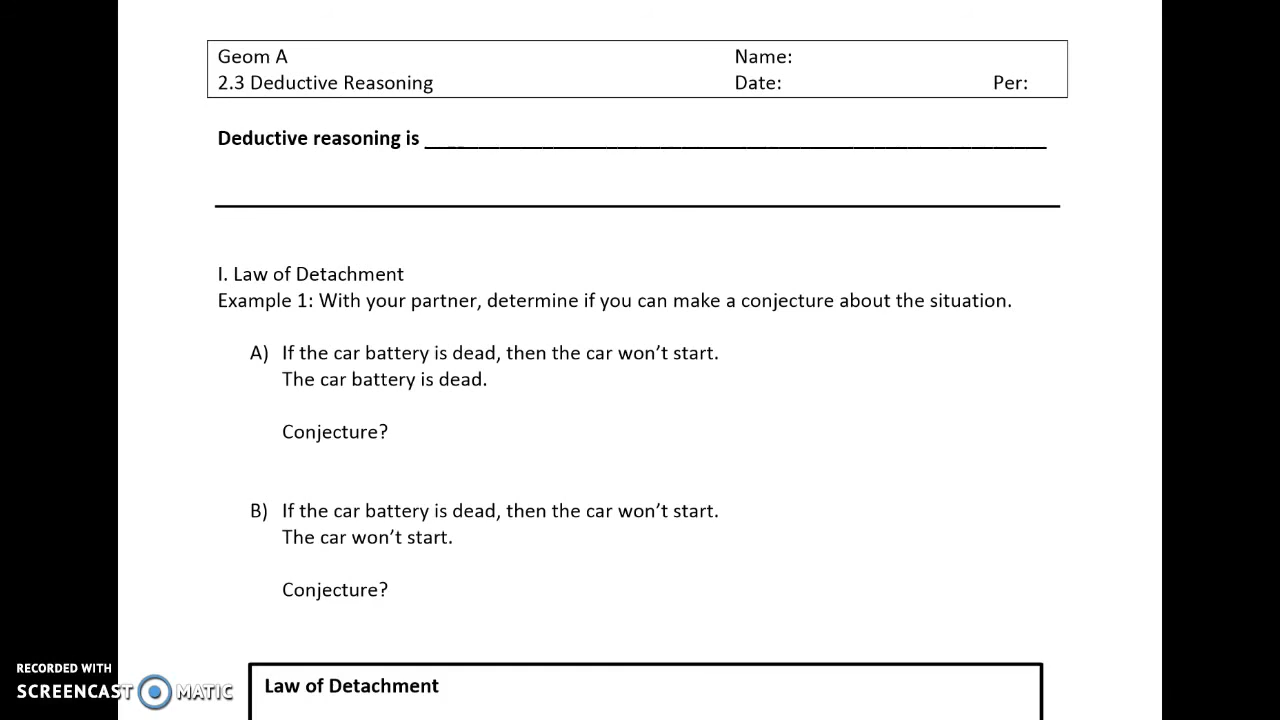 Geom A Name:
2.3 Deductive Reasoning Date: Per:
Deductive reasoning is ______________________________________________
I. Law of Detachment
Example 1: With your partner, determine if you can make a conjecture about the situation.
A) If the car battery is dead, then the car won’t start.
The car battery is dead.
Conjecture?
B) If the car battery is dead, then the car won’t start.
The car won’t start.
Conjecture?
Law of Detachment
RECORDED WITH
SCREENCAST MATIC